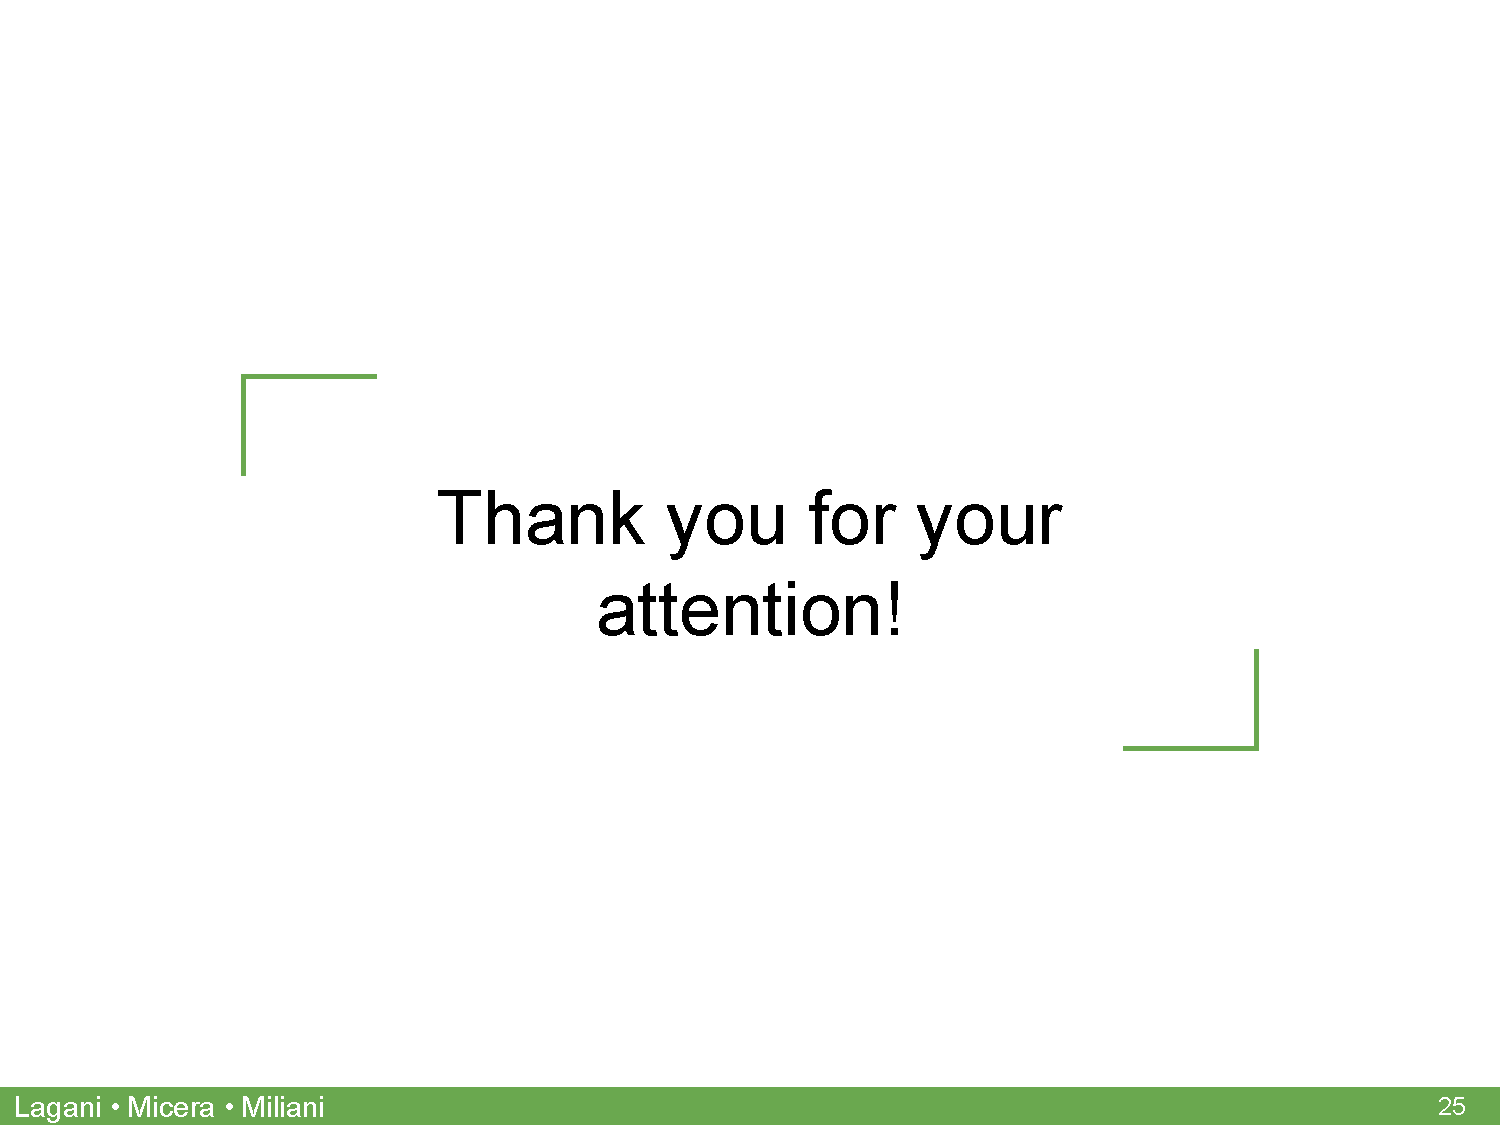 Thank you for your
attention!
Lagani • Micera • Miliani
25